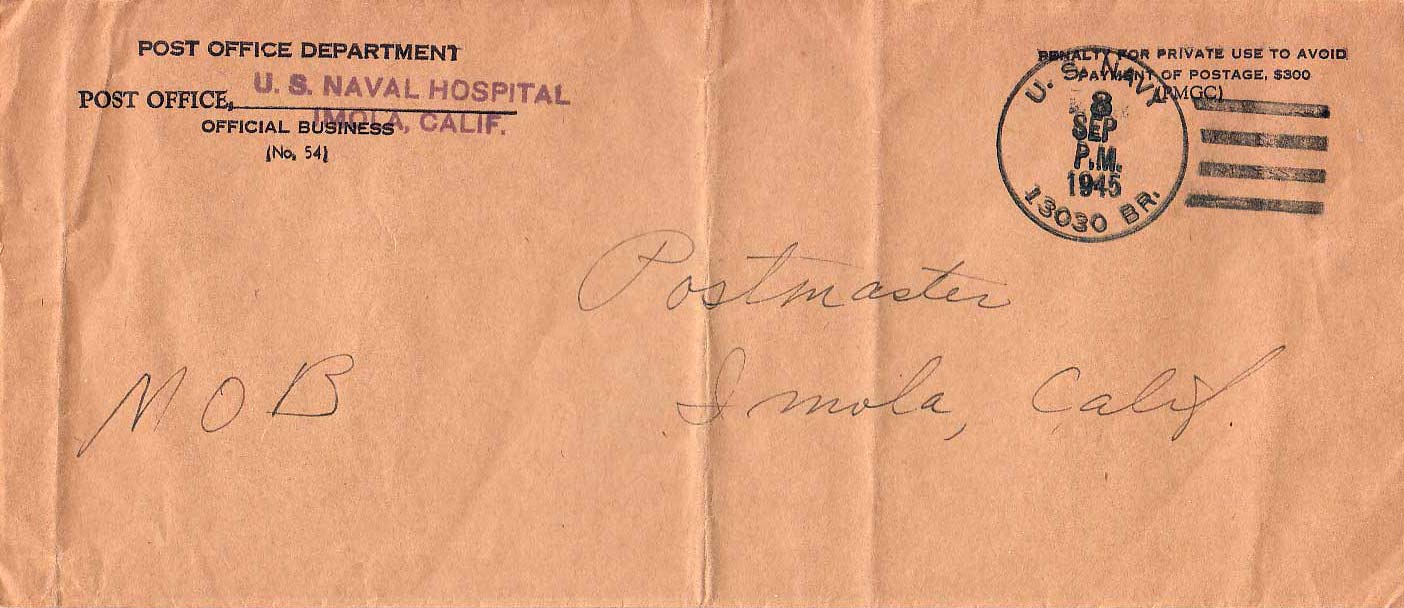 POST OFFICE DEPARTMENT
U. S. NAVAL HOSPITAL
POST OFFICE,
IMOLA, CALIF.
OFFICIAL BUSINESS
(No. 54)
PENALTY FOR PRIVATE USE TO AVOID
PAYMENT OF POSTAGE, $300
(PMGC)
U. S. NAVY
8
SEP
P.M.
1945
13030 BR.
Postmaster
MOB
Imola, Calif